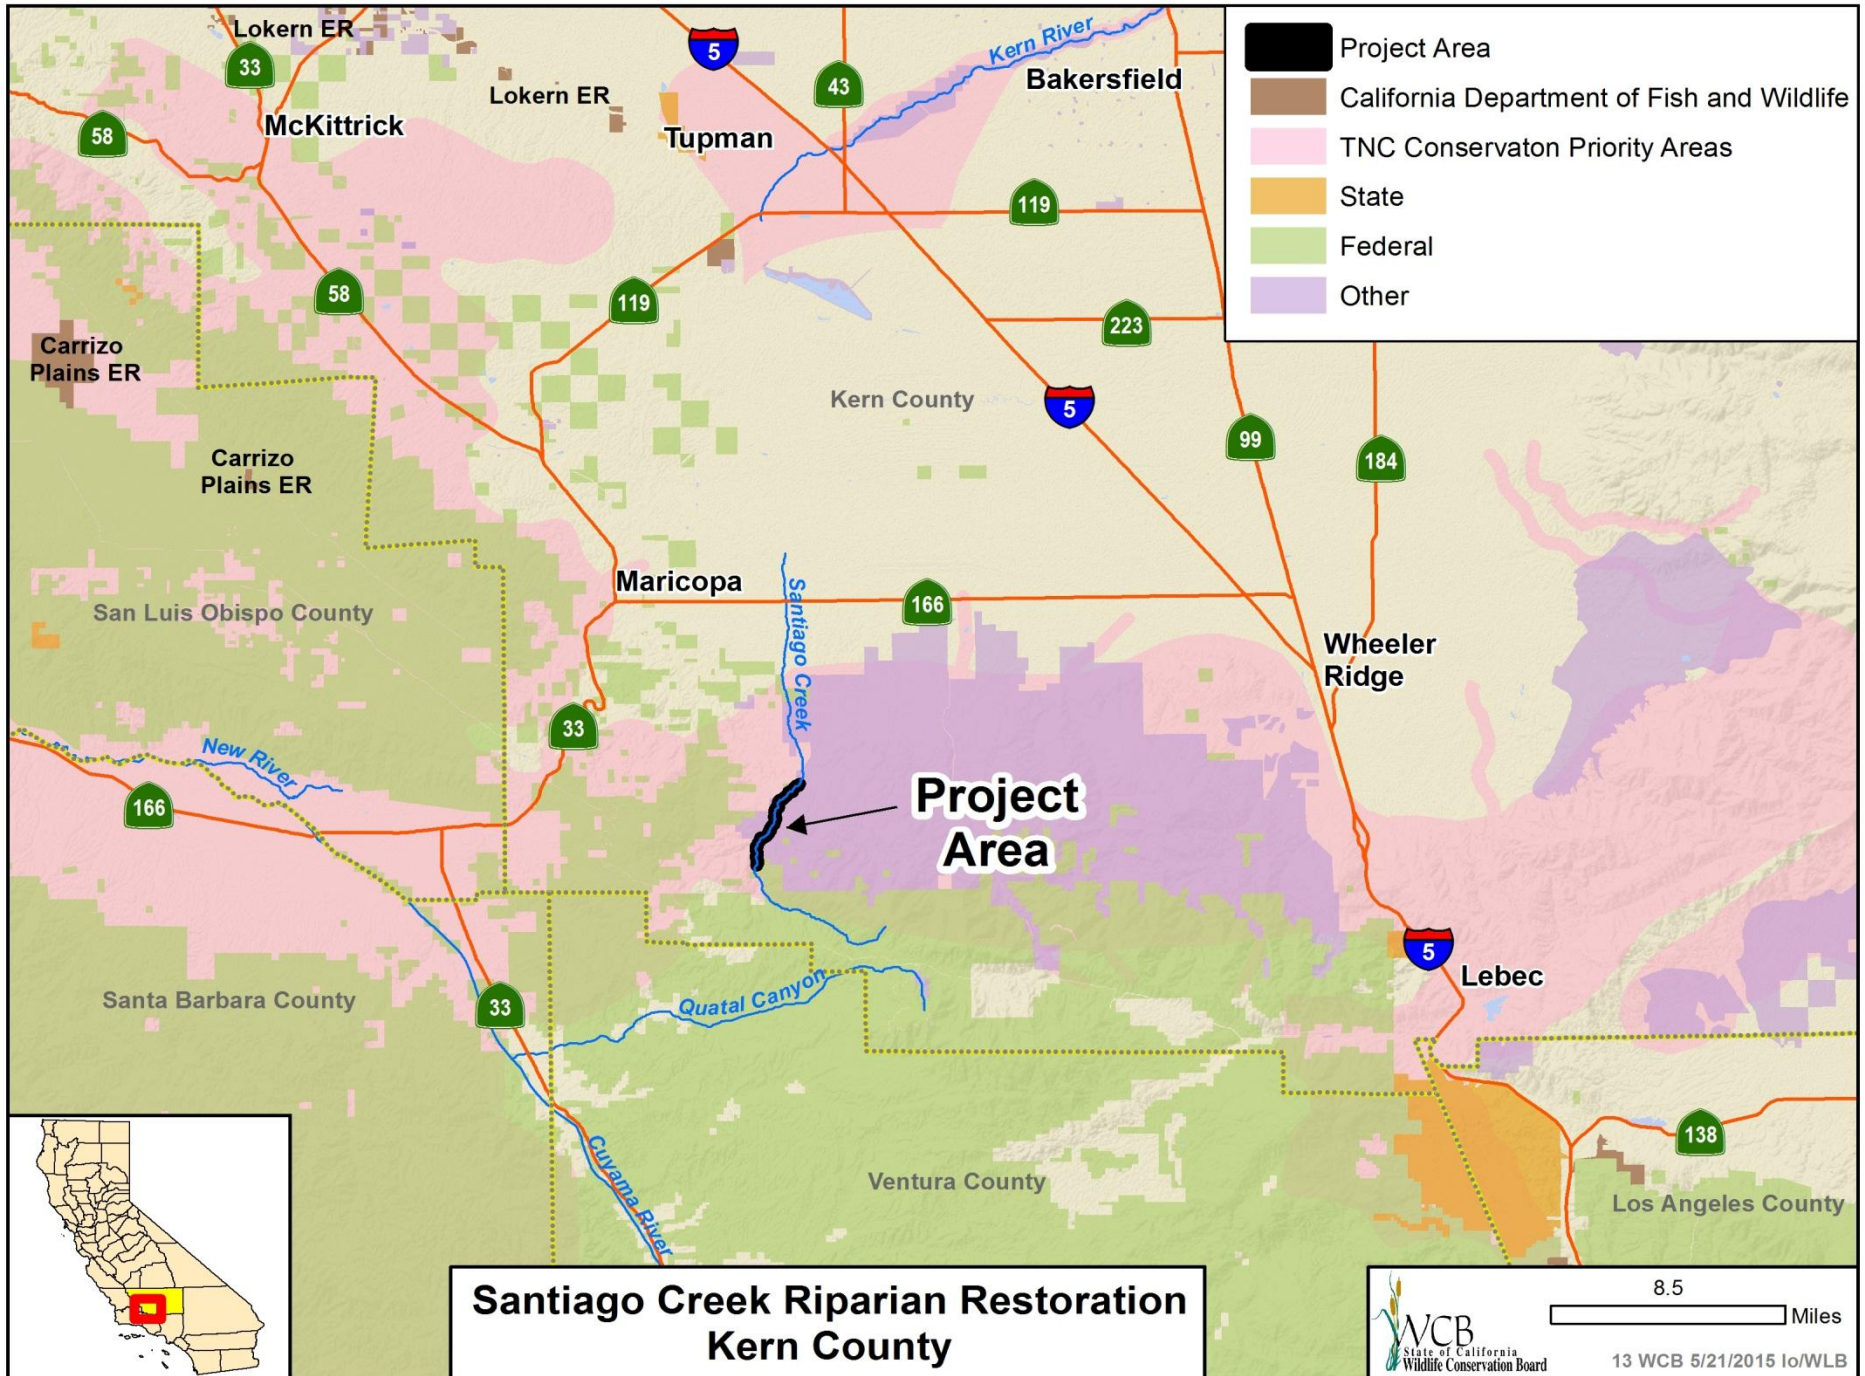 Lokern ER
33
5
Kern River
Bakersfield
43
Lokern ER
58
McKittrick
Tupman
Project Area
California Department of Fish and Wildlife
TNC Conservaton Priority Areas
State
Federal
Other
119
58
119
223
Carrizo
Plains ER
Kern County
5
99
184
Carrizo
Plains ER
Maricopa
Santiago Creek
166
San Luis Obispo County
Wheeler
Ridge
33
New River
166
Project
Area
5
Lebec
Santa Barbara County
33
Quatal Canyon
Cuyama River
Ventura County
138
Los Angeles County
Santiago Creek Riparian Restoration
Kern County
8.5
Miles
WCB
State of California
Wildlife Conservation Board
13 WCB 5/21/2015 lo/WLB